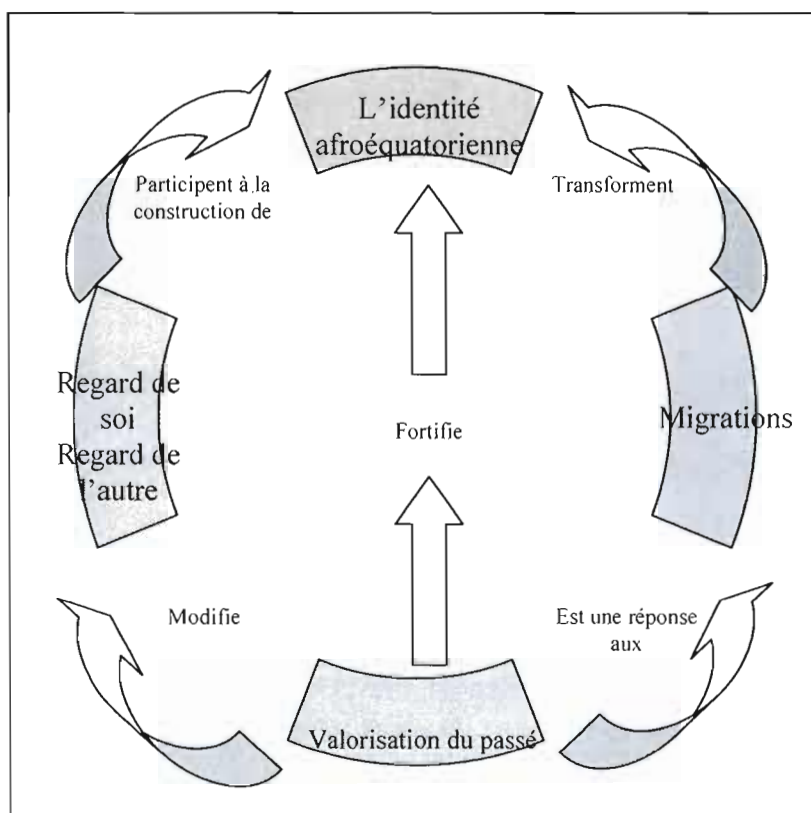 L'identité
afroéquatorienne
Participent à la
construction de
Transforment
Regard de
soi
Regard de
l'autre
Fortifie
Migrations
Modifie
Est une réponse
aux
Valorisation du passé